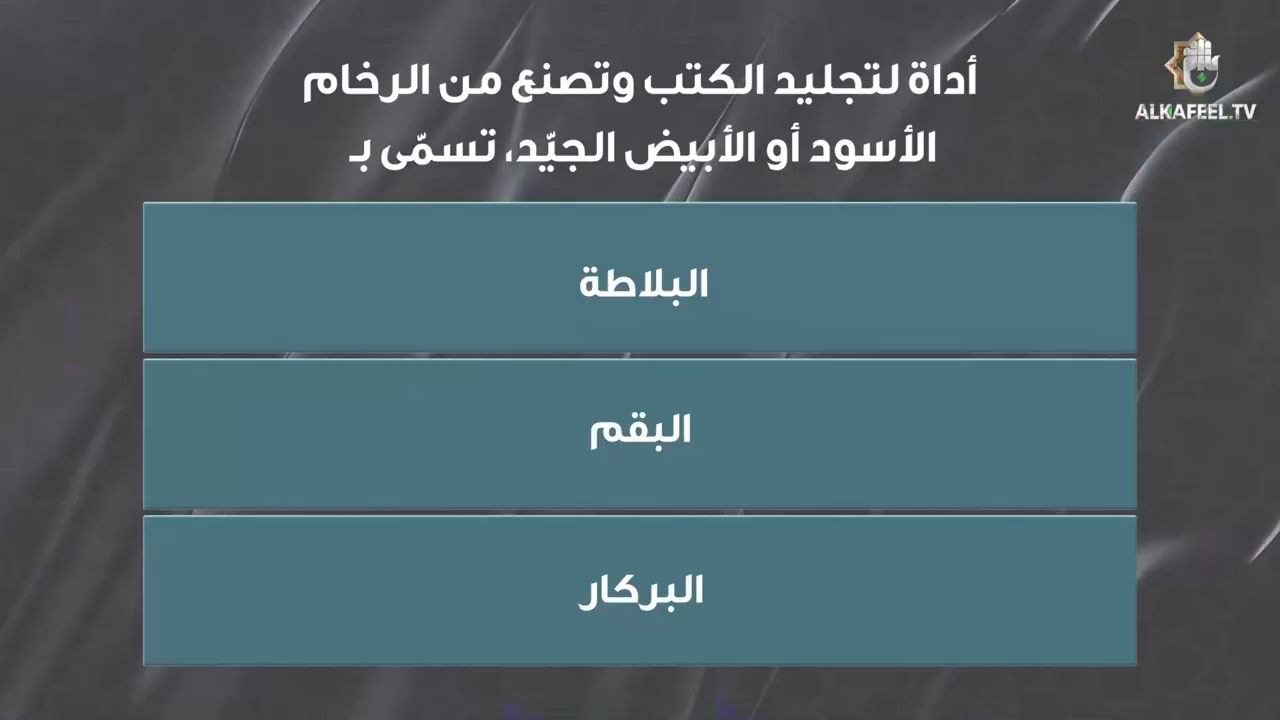 أداة لتجليد الكتب وتصنع من الرخام
الأسود أو الأبيض الجيّد، تسمّى بـ
البلاطة
البقم
البركار
ALKAFEEL.TV